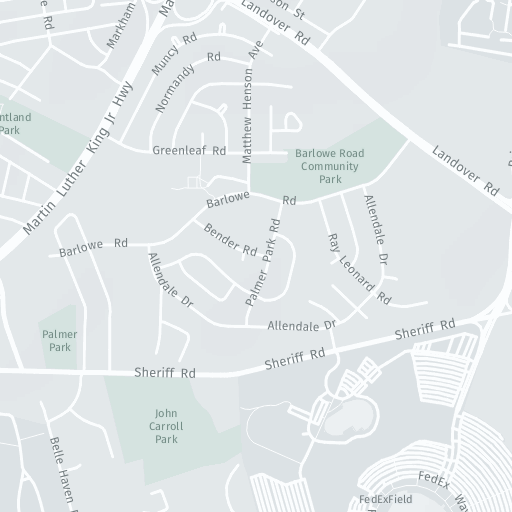 Landover Rd
Markham
Muncy Rd
Normandy Rd
Matthew Henson Ave
Martin Luther King Jr Hwy
Park
Greenleaf Rd
Barlowe Road
Community
Park
Landover Rd
Barlowe Rd
Allendale Dr
Bender Rd
Palmer Park Rd
Ray Leonard Rd
Barlowe Rd
Allendale Dr
Allendale Dr
Sheriff Rd
Palmer
Park
Sheriff Rd
Sheriff Rd
John
Carroll
Park
Belle Haven
FedEx Way
FedExField